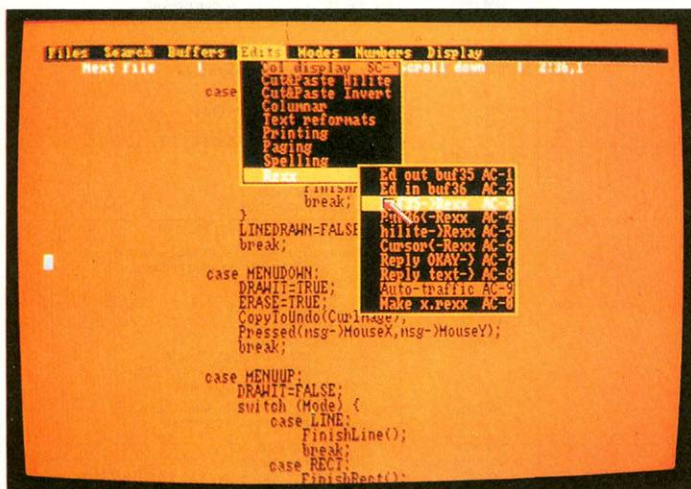 Files Search Buffers Edits Modes Numbers Display
Next File | Scroll down | 2:36,1
Col display SC-
Cut&Paste Hilite
Cut&Paste Invert
Columnar
Text reformats
Printing
Paging
Spelling
Rexx
Ed out buf35 AC-1
Ed in buf36 AC-2
->Rexx AC-3
<-Rexx AC-4
hilite->Rexx AC-5
Cursor<-Rexx AC-6
Reply OKAY-> AC-7
Reply text-> AC-8
Auto-traffic AC-9
Make x.rexx AC-0
case
break;
}
LINEDRAWN=FALSE
break;
case MENUDOWN:
DRAWIT=TRUE;
ERASE=TRUE;
CopyToUndo(CurImage);
Pressed(msg->MouseX,msg->MouseY);
break;
case MENUUP:
DRAWIT=FALSE;
switch (Mode) {
case LINE:
FinishLine();
break;
case RECT:
FinishRect();